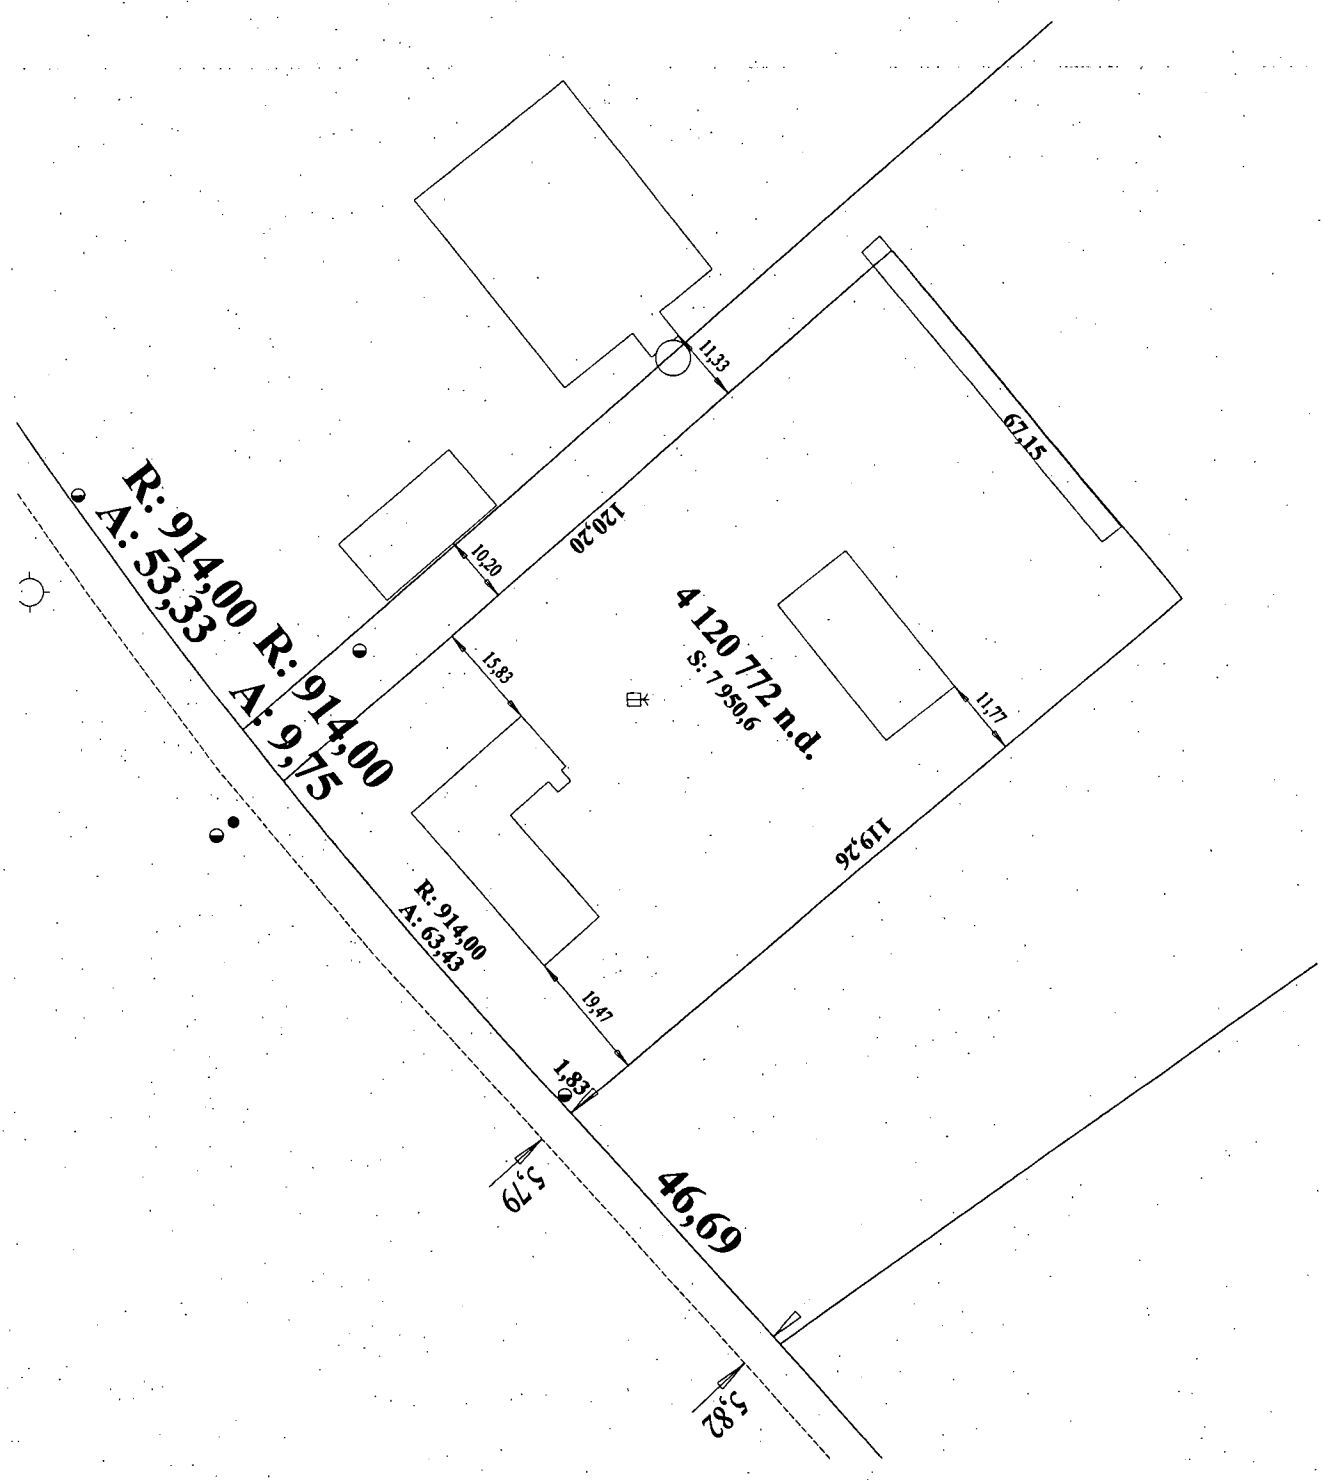 11,33
67,15
R: 914,00
A: 53,33
120,20
10,20
4 120 772 n.d.
S: 7 950,6
R: 914,00
A: 9,75
15,83
11,77
119,26
R: 914,00
A: 63,43
19,47
1,83
5,79
46,69
5,82